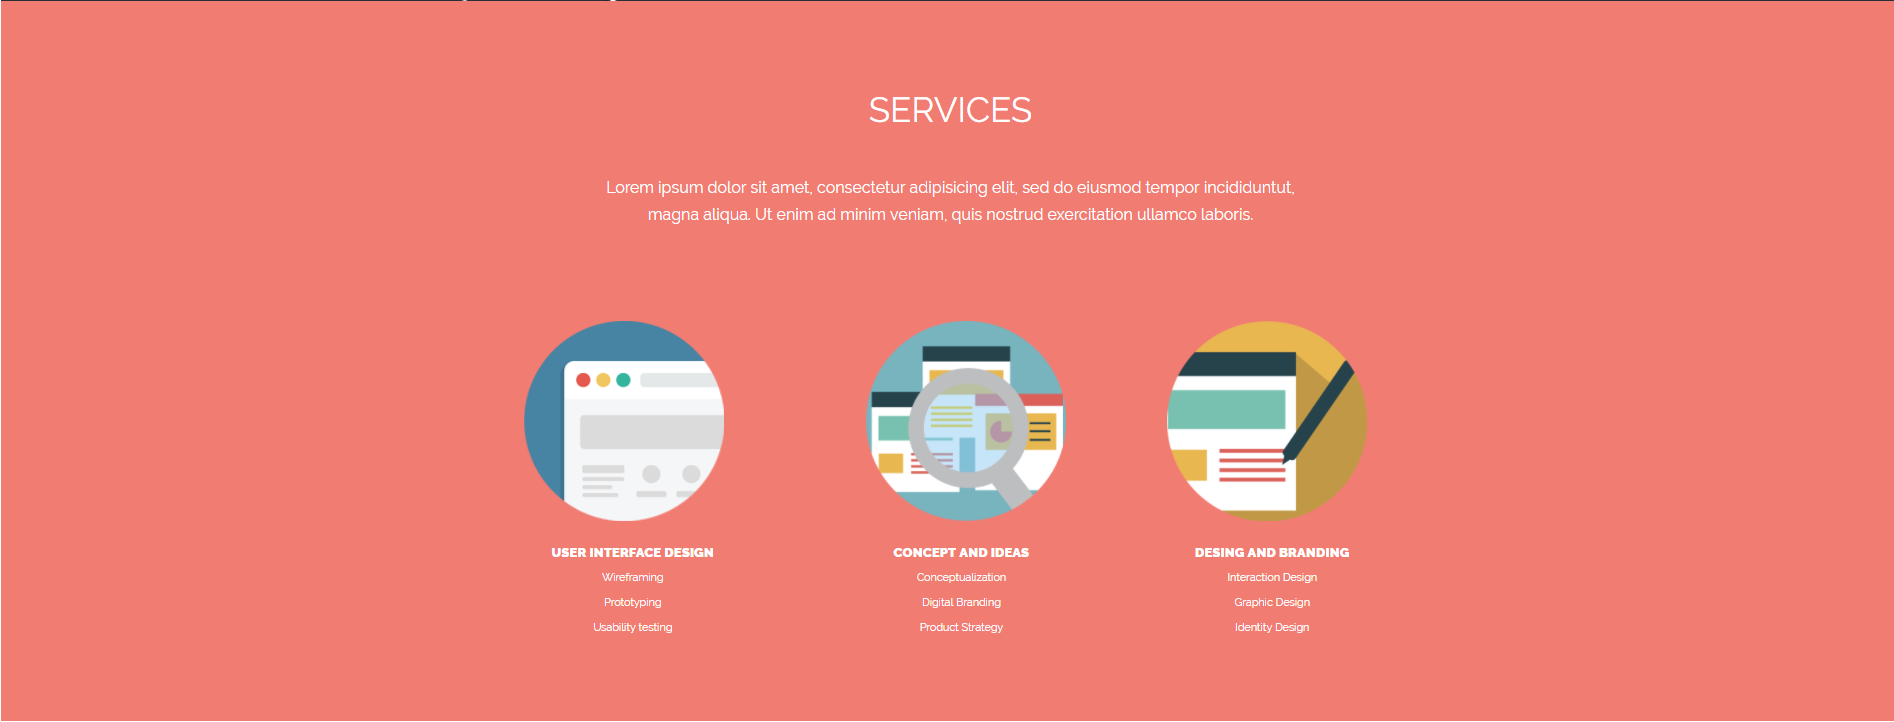 SERVICES
Lorem ipsum dolor sit amet, consectetur adipisicing elit, sed do eiusmod tempor incididuntut,
magna aliqua. Ut enim ad minim veniam, quis nostrud exercitation ullamco laboris.
USER INTERFACE DESIGN
Wireframing
Prototyping
Usability testing
CONCEPT AND IDEAS
Conceptualization
Digital Branding
Product Strategy
DESING AND BRANDING
Interaction Design
Graphic Design
Identity Design